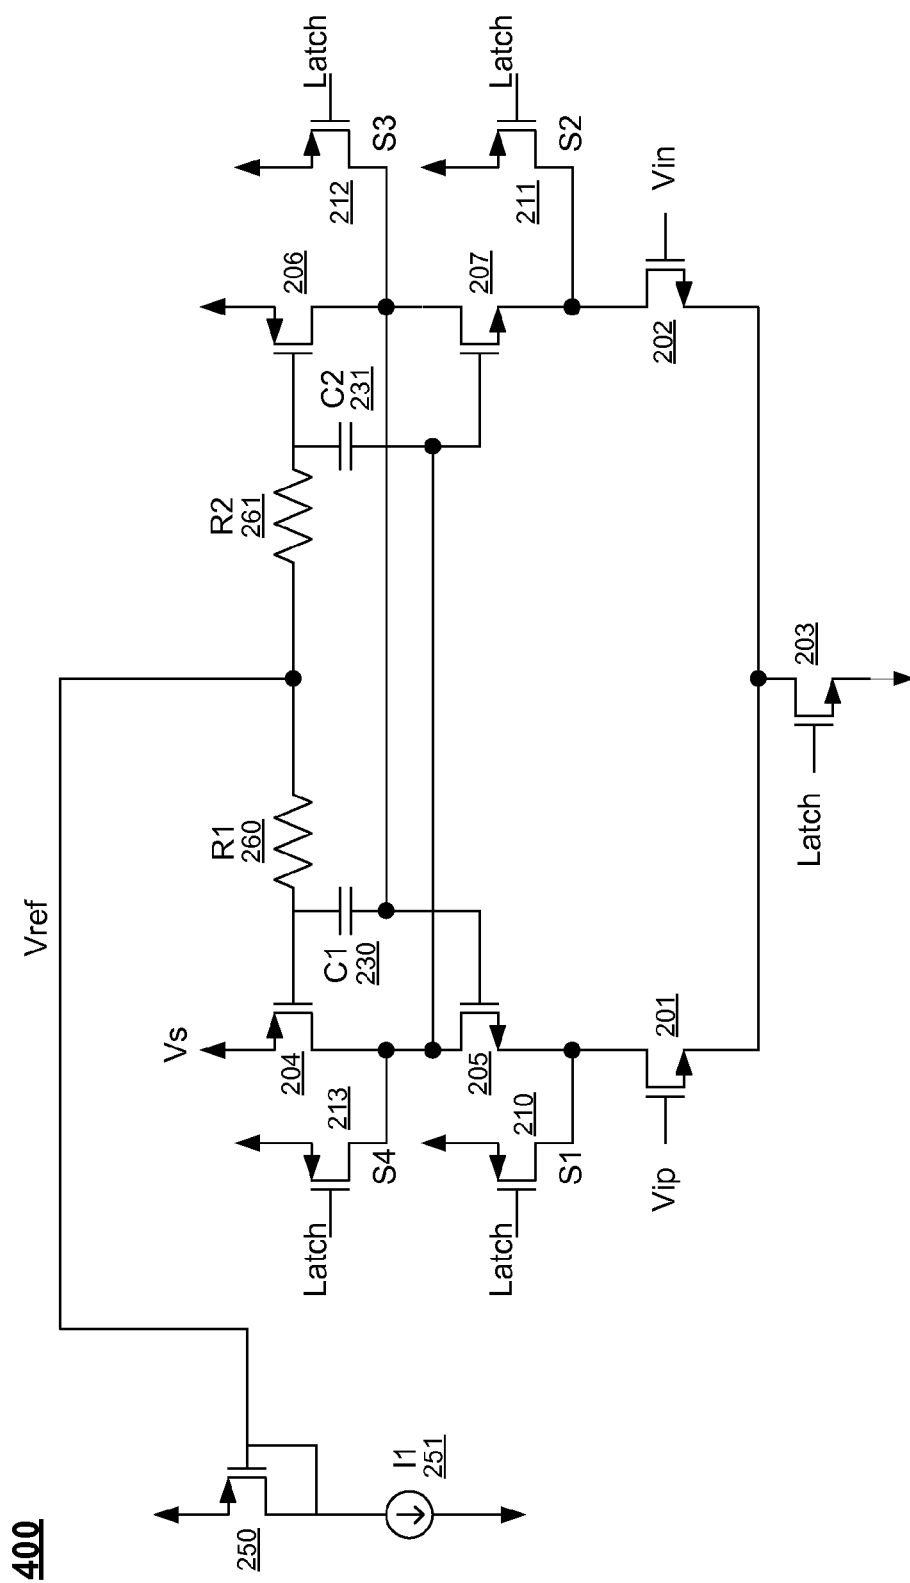 400
Vref
I1
251
250
Vs
R1
260
R2
261
204
206
C1
230
C2
231
Latch
213
S4
Latch
212
S3
Latch
210
S1
205
207
Latch
211
S2
Vip
201
Vin
202
Latch
203